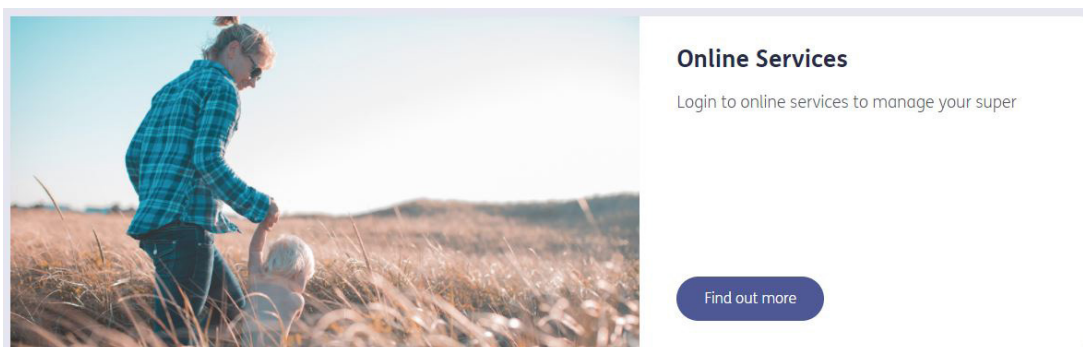 Online Services
Login to online services to manage your super
Find out more